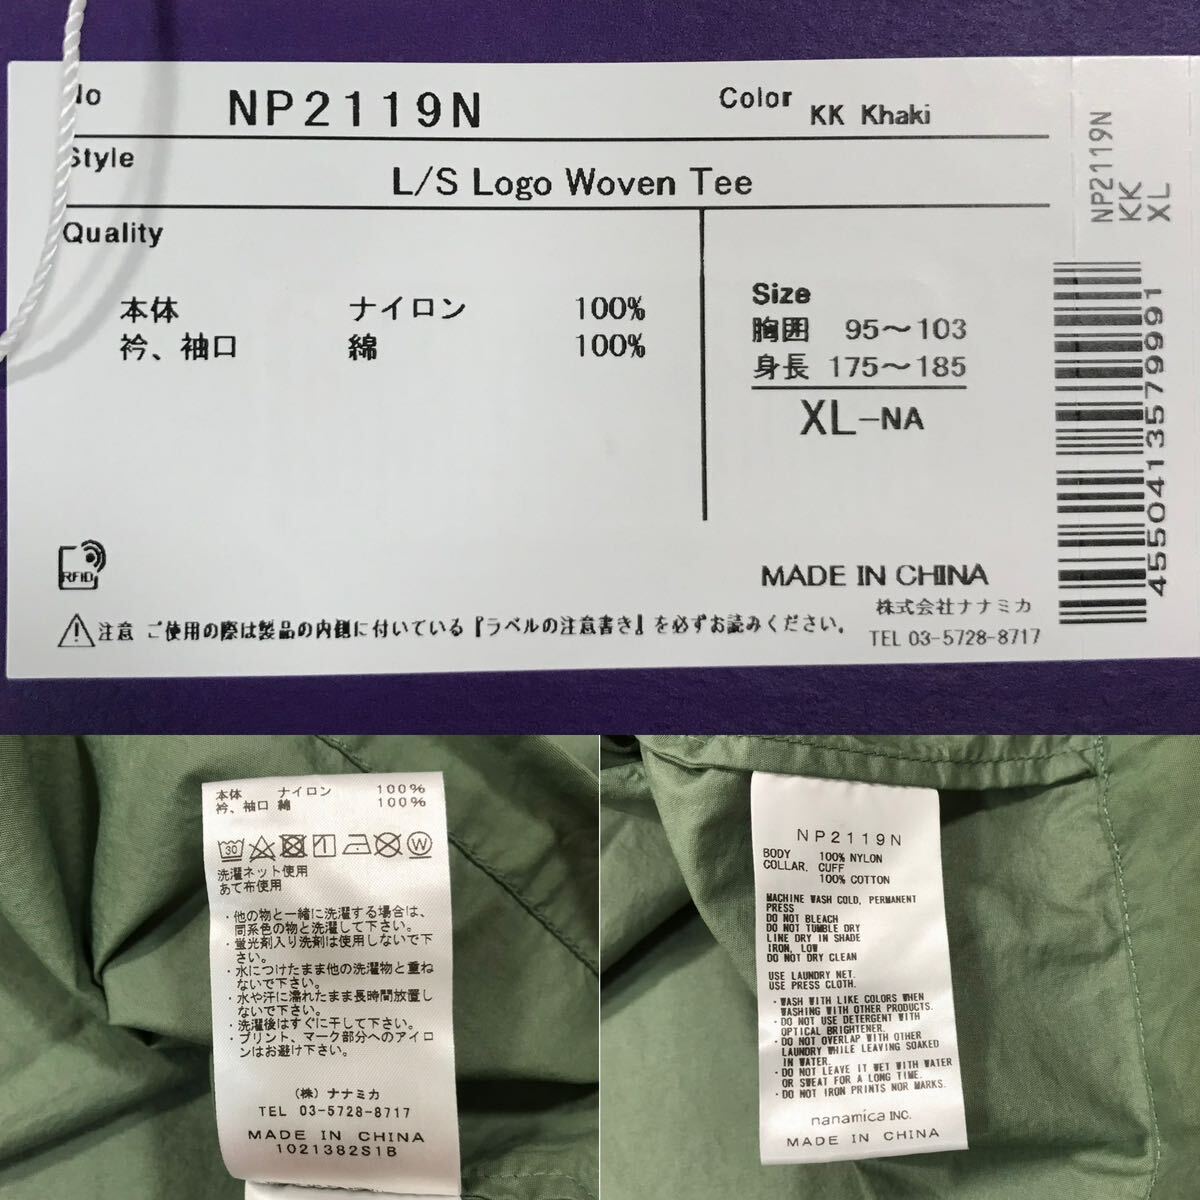 No NP2119N Color KK Khaki
Style
L/S Logo Woven Tee
Quality
本体 ナイロン 100%
衿、袖口 綿 100%
Size
胸囲 95～103
身長 175～185
XL-NA
RFID
MADE IN CHINA
株式会社ナナミカ
TEL 03-5728-8717
注意 ご使用の際は製品の内側に付いている『ラベルの注意書き』を必ずお読みください。
NP2119N
KK
XL
4550413579991
本体 ナイロン 100%
衿、袖口 綿 100%
30 W
洗濯ネット使用
あて布使用
・他の物と一緒に洗濯する場合は、
同系色の物と洗濯して下さい。
・蛍光剤入り洗剤は使用しないで下
さい。
・水につけたまま他の洗濯物と重ね
ないで下さい。
・水や汗に濡れたまま長時間放置し
ないで下さい。
・洗濯後はすぐに干して下さい。
・プリント、マーク部分へのアイロ
ンはお避け下さい。
(株) ナナミカ
TEL 03-5728-8717
MADE IN CHINA
1021382S1B
NP2119N
BODY 100% NYLON
COLLAR, CUFF
100% COTTON
MACHINE WASH COLD, PERMANENT
PRESS
DO NOT BLEACH
DO NOT TUMBLE DRY
LINE DRY IN SHADE
IRON, LOW
DO NOT DRY CLEAN
USE LAUNDRY NET.
USE PRESS CLOTH.
・WASH WITH LIKE COLORS WHEN
WASHING WITH OTHER PRODUCTS.
・DO NOT USE DETERGENT WITH
OPTICAL BRIGHTENER.
・DO NOT OVERLAP WITH OTHER
LAUNDRY WHILE LEAVING SOAKED
IN WATER.
・DO NOT LEAVE IT WET WITH WATER
OR SWEAT FOR A LONG TIME.
・DO NOT IRON PRINTS NOR MARKS.
nanamica INC.
MADE IN CHINA